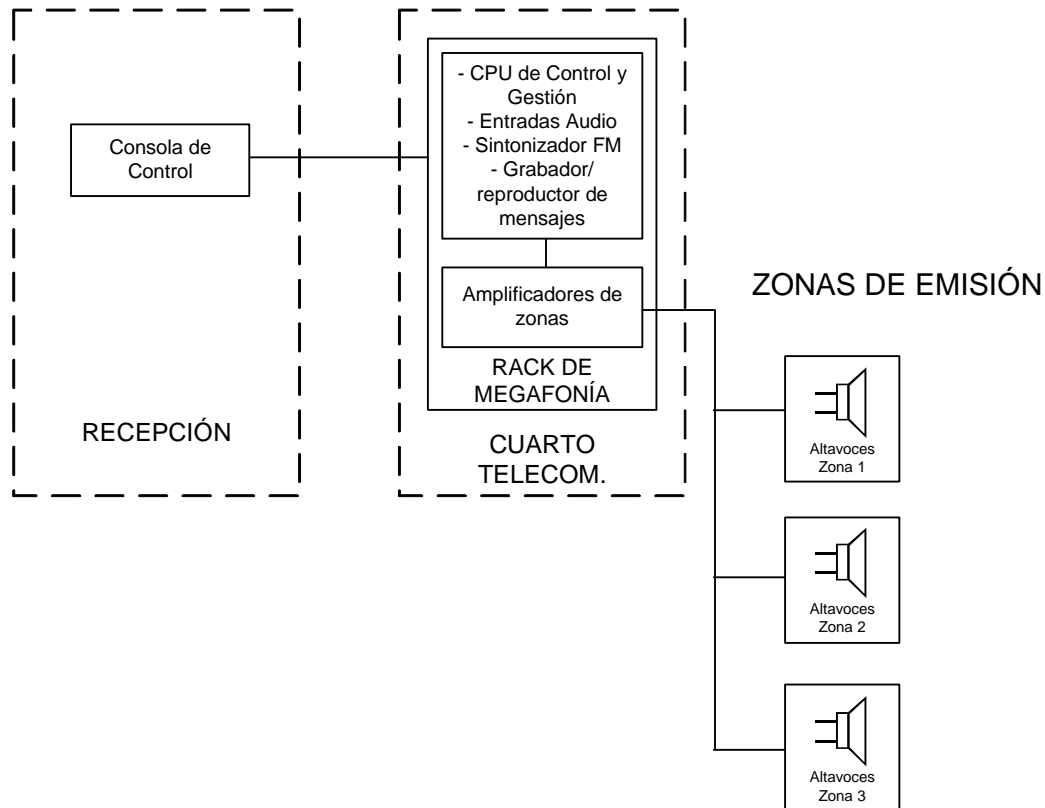 Consola de
Control
RECEPCIÓN
- CPU de Control y
Gestión
- Entradas Audio
- Sintonizador FM
- Grabador/
reproductor de
mensajes
Amplificadores de
zonas
RACK DE
MEGAFONÍA
CUARTO
TELECOM.
ZONAS DE EMISIÓN
Altavoces
Zona 1
Altavoces
Zona 2
Altavoces
Zona 3